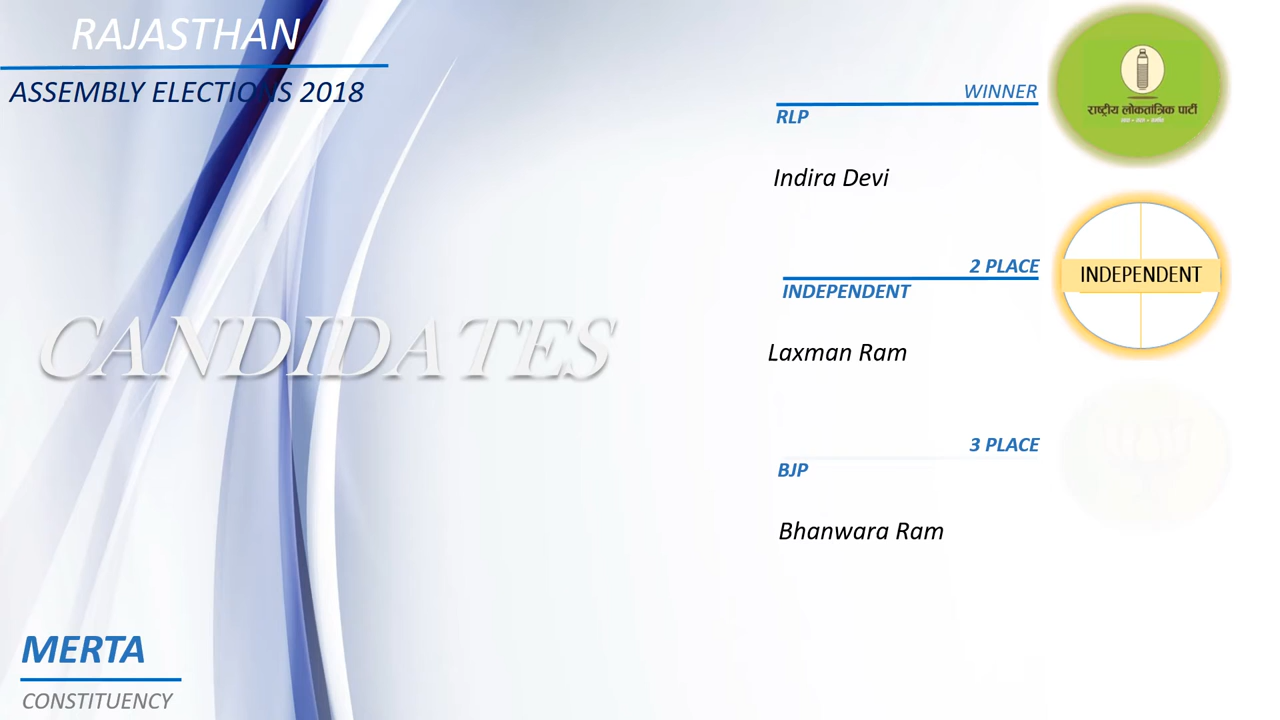 RAJASTHAN
ASSEMBLY ELECTIONS 2018
WINNER
RLP
Indira Devi
राष्ट्रीय लोकतांत्रिक पार्टी
2 PLACE
INDEPENDENT
Laxman Ram
INDEPENDENT
CANDIDATES
3 PLACE
BJP
Bhanwara Ram
MERTA
CONSTITUENCY